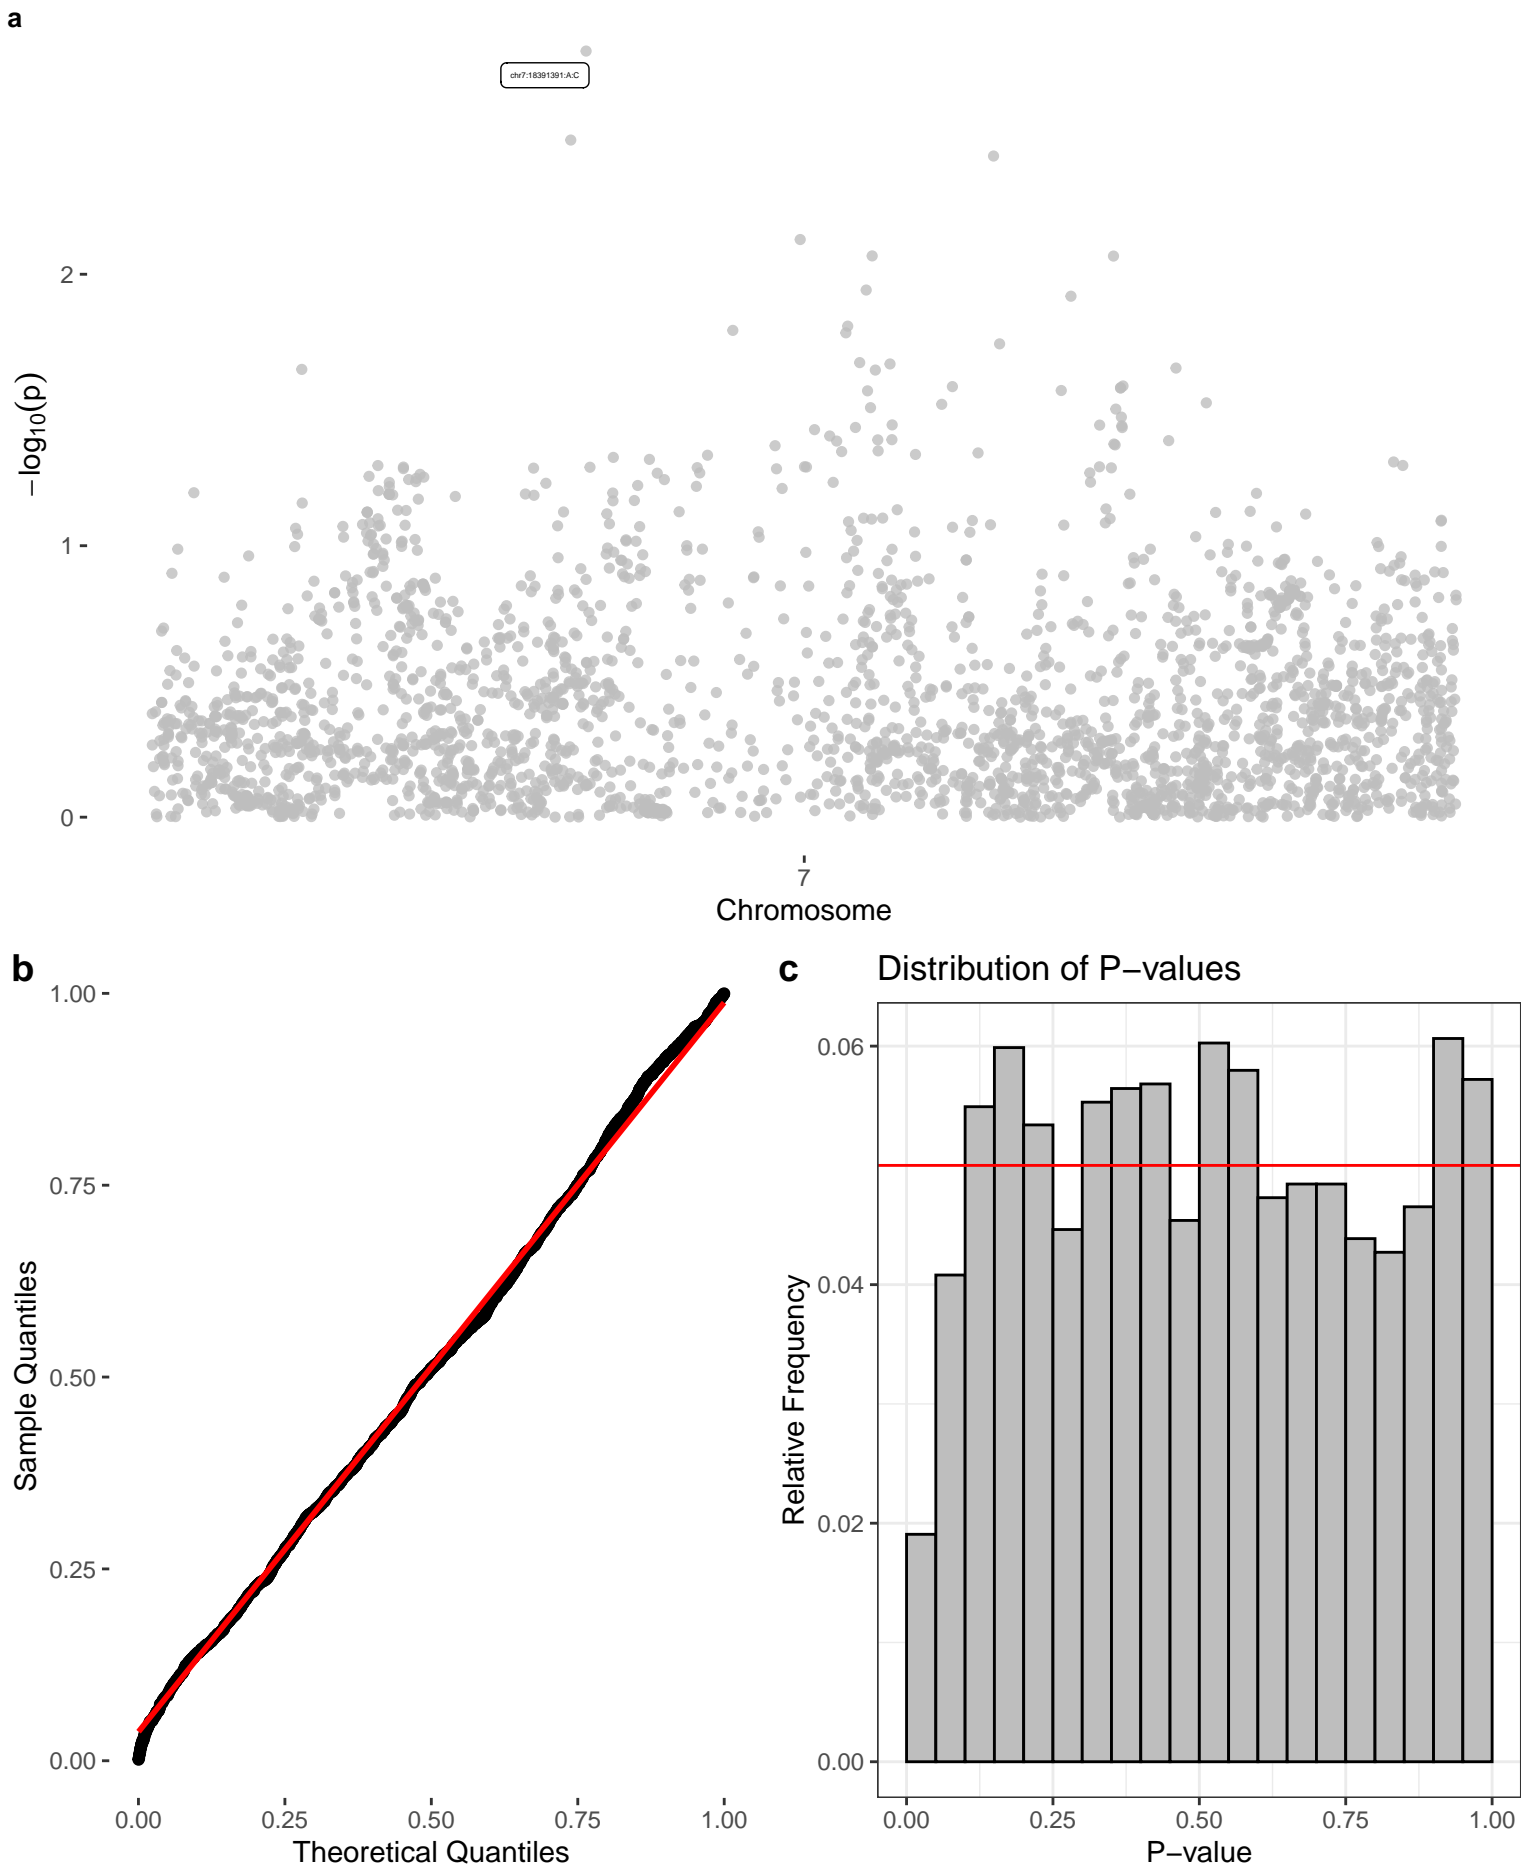 a
chr7:18391391:A:C
2
1
0
−log10(p)
7
Chromosome
b
1.00
0.75
0.50
0.25
0.00
Sample Quantiles
0.00 0.25 0.50 0.75 1.00
Theoretical Quantiles
c
Distribution of P−values
0.06
0.04
0.02
0.00
Relative Frequency
0.00 0.25 0.50 0.75 1.00
P−value